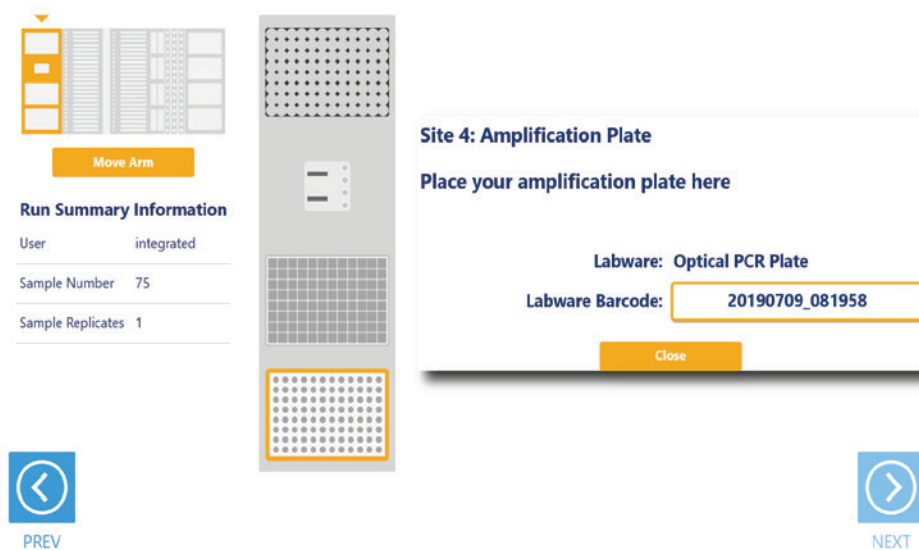 Move Arm
Run Summary Information
User integrated
Sample Number 75
Sample Replicates 1
Site 4: Amplification Plate
Place your amplification plate here
Labware: Optical PCR Plate
Labware Barcode: 20190709_081958
Close
PREV
NEXT